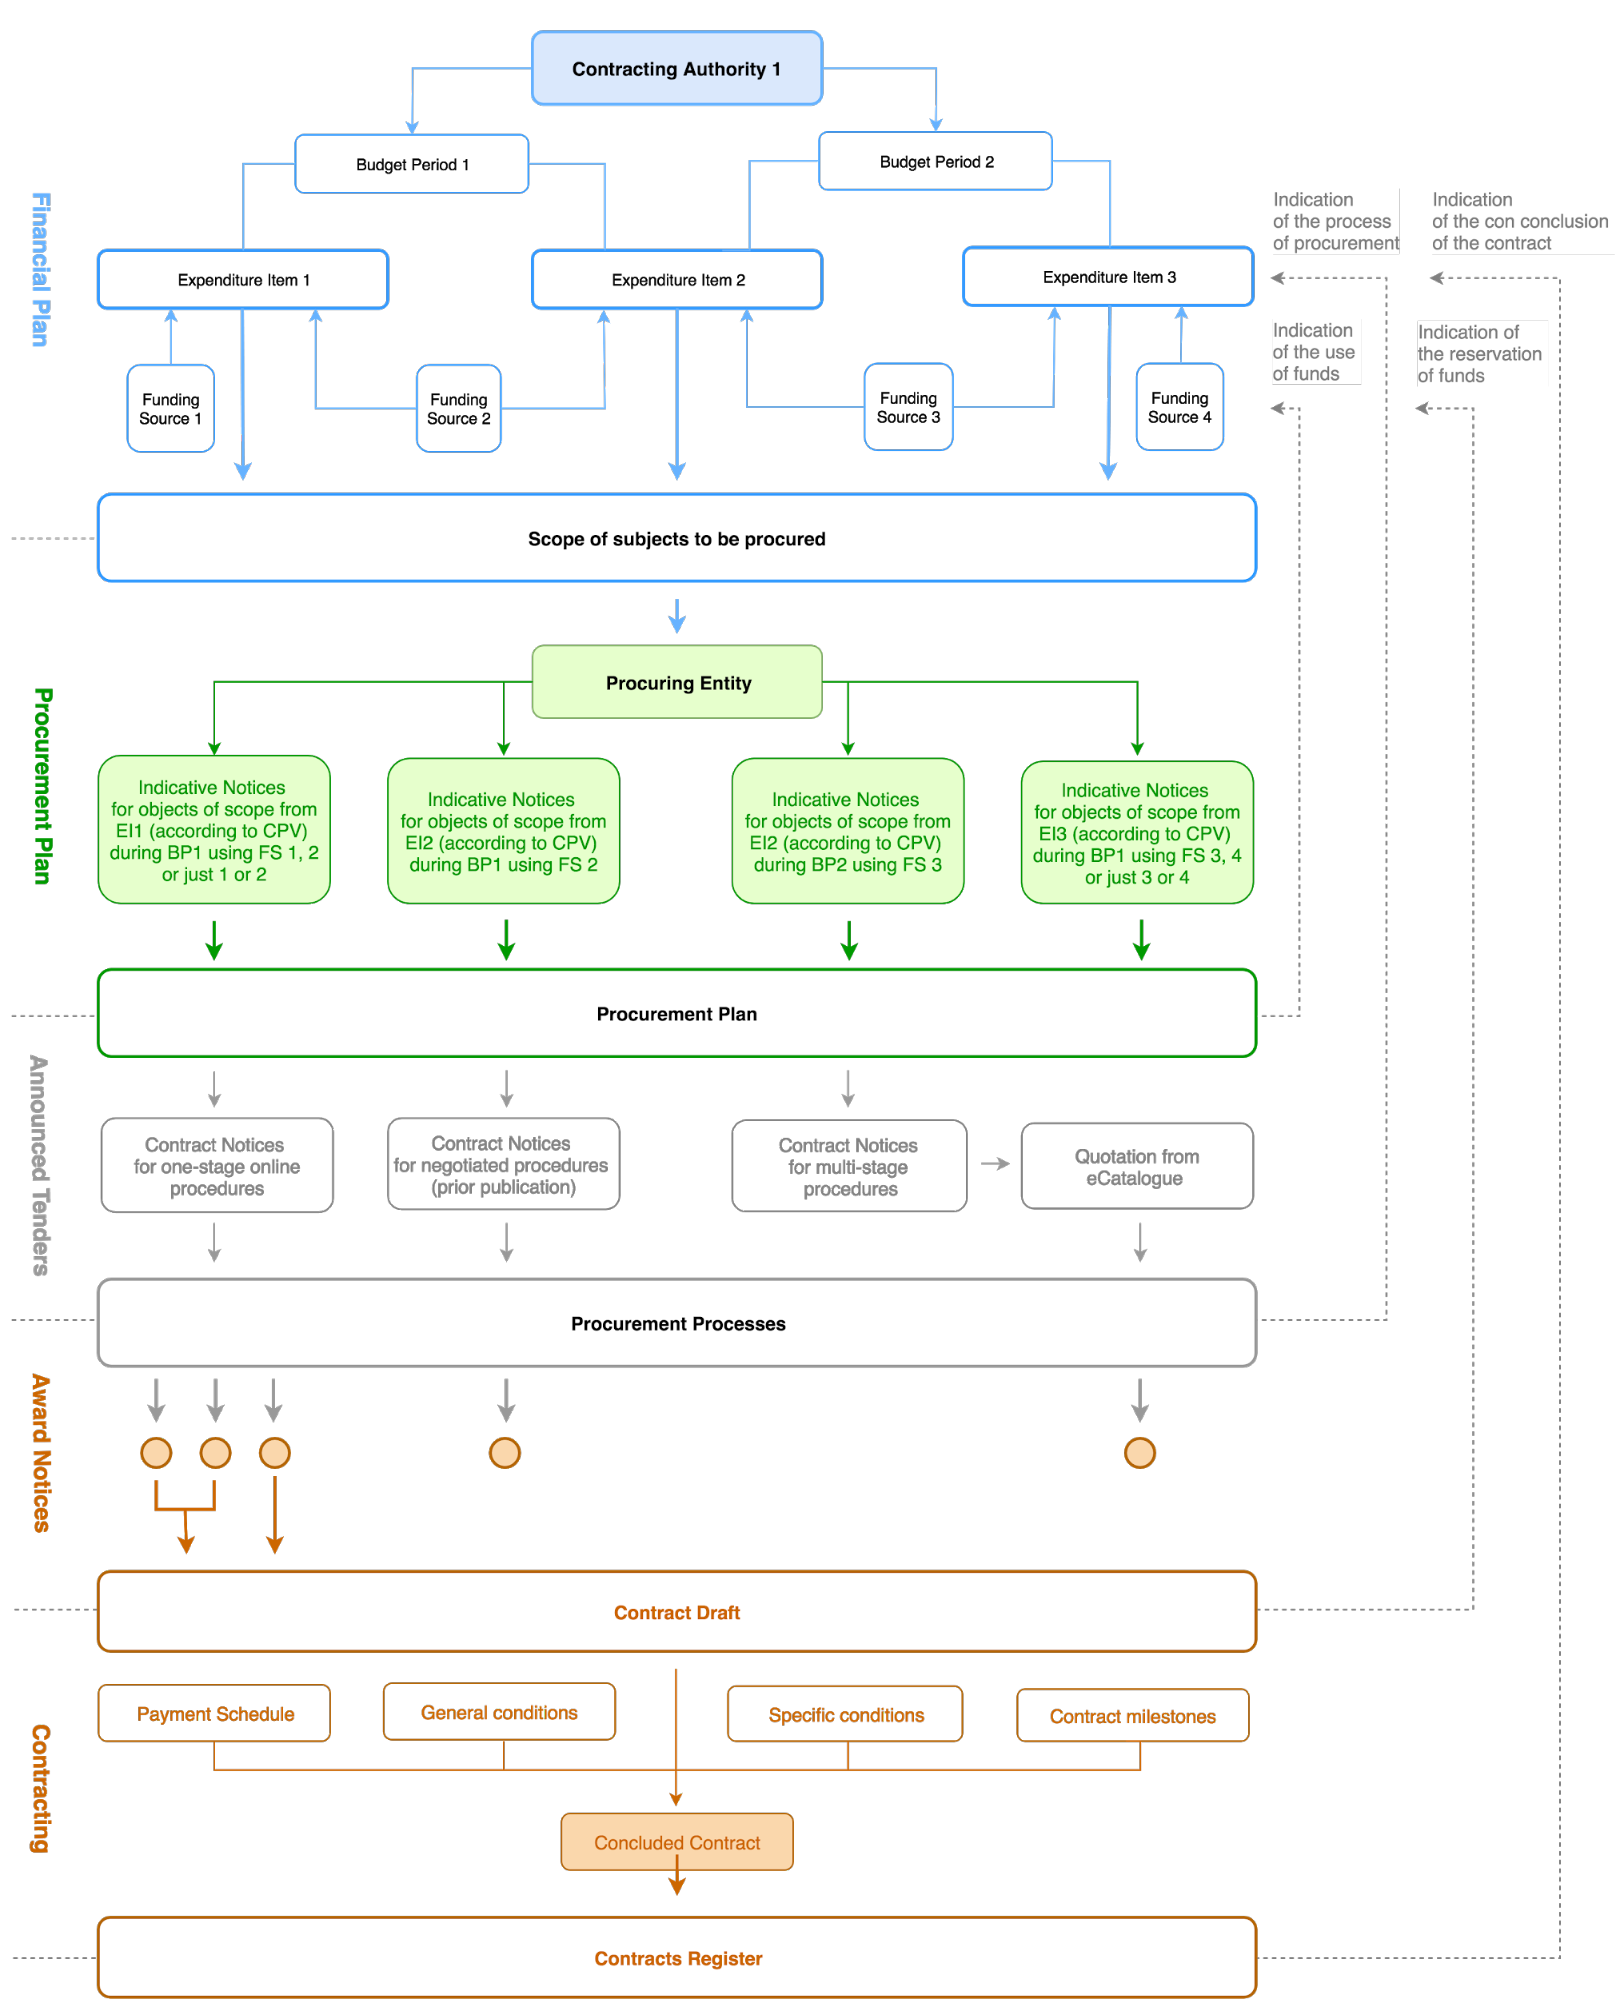 Contracting Authority 1
Budget Period 1
Budget Period 2
Financial Plan
Indication
of the process
of procurement
Indication
of the con conclusion
of the contract
Expenditure Item 1
Expenditure Item 2
Expenditure Item 3
Indication
of the use
of funds
Indication of
the reservation
of funds
Funding
Source 1
Funding
Source 2
Funding
Source 3
Funding
Source 4
Scope of subjects to be procured
Procurement Plan
Procuring Entity
Indicative Notices
for objects of scope from
EI1 (according to CPV)
during BP1 using FS 1, 2
or just 1 or 2
Indicative Notices
for objects of scope from
EI2 (according to CPV)
during BP1 using FS 2
Indicative Notices
for objects of scope from
EI2 (according to CPV)
during BP2 using FS 3
Indicative Notices
for objects of scope from
EI3 (according to CPV)
during BP1 using FS 3, 4
or just 3 or 4
Procurement Plan
Announced Tenders
Contract Notices
for one-stage online
procedures
Contract Notices
for negotiated procedures
(prior publication)
Contract Notices
for multi-stage
procedures
Quotation from
eCatalogue
Procurement Processes
Award Notices
Contract Draft
Contracting
Payment Schedule
General conditions
Specific conditions
Contract milestones
Concluded Contract
Contracts Register